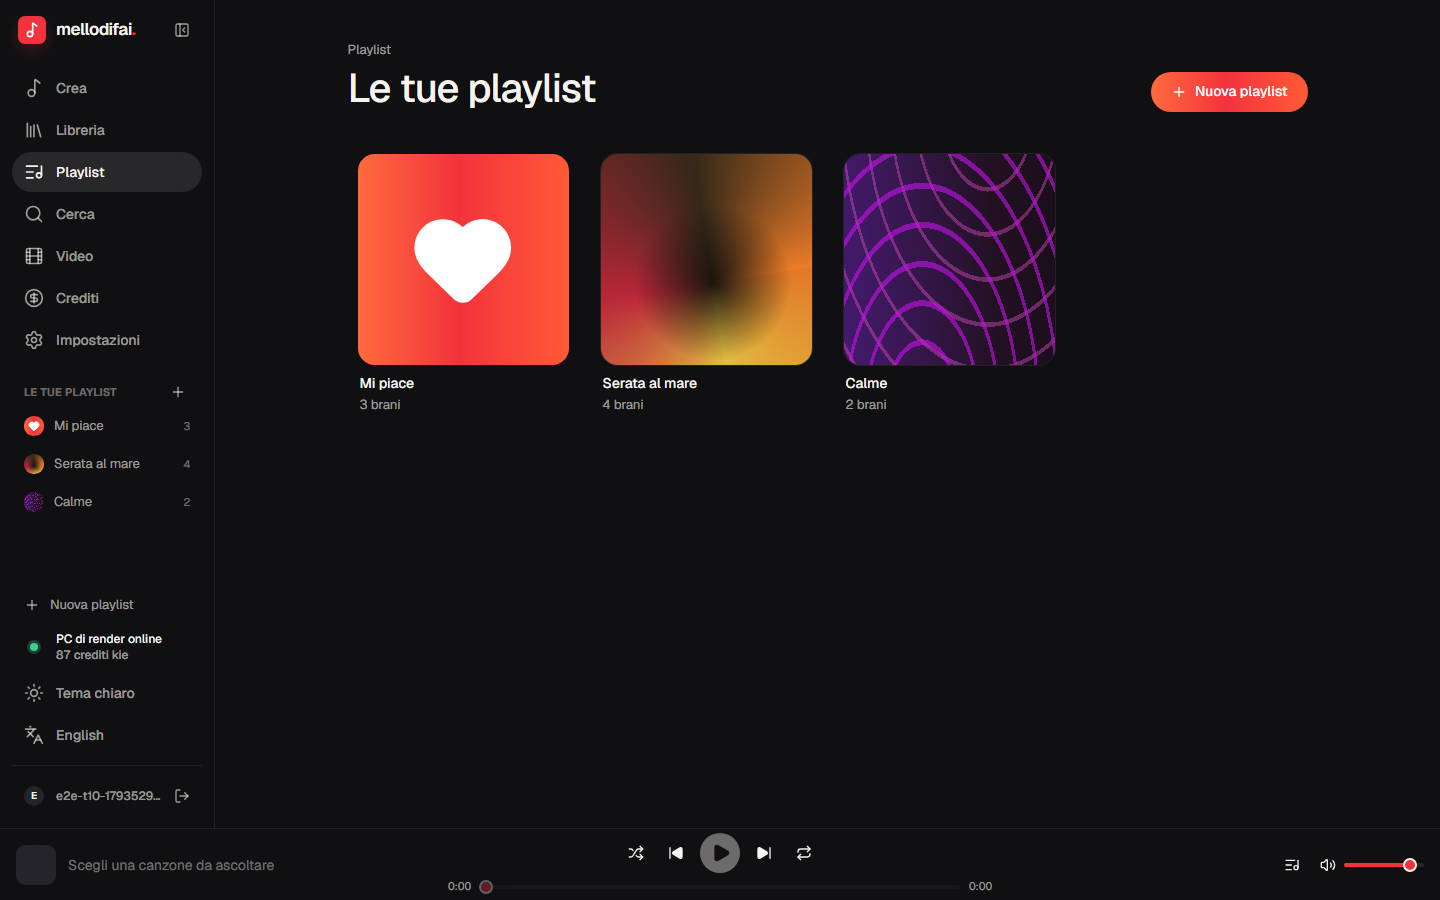 mellodifai.
Crea
Libreria
Playlist
Cerca
Video
Crediti
Impostazioni
LE TUE PLAYLIST
Mi piace 3
Serata al mare 4
Calme 2
Nuova playlist
PC di render online
87 crediti kie
Tema chiaro
English
E e2e-t10-1793529...
Playlist
Le tue playlist
Nuova playlist
Mi piace
3 brani
Serata al mare
4 brani
Calme
2 brani
Scegli una canzone da ascoltare
0:00 0:00